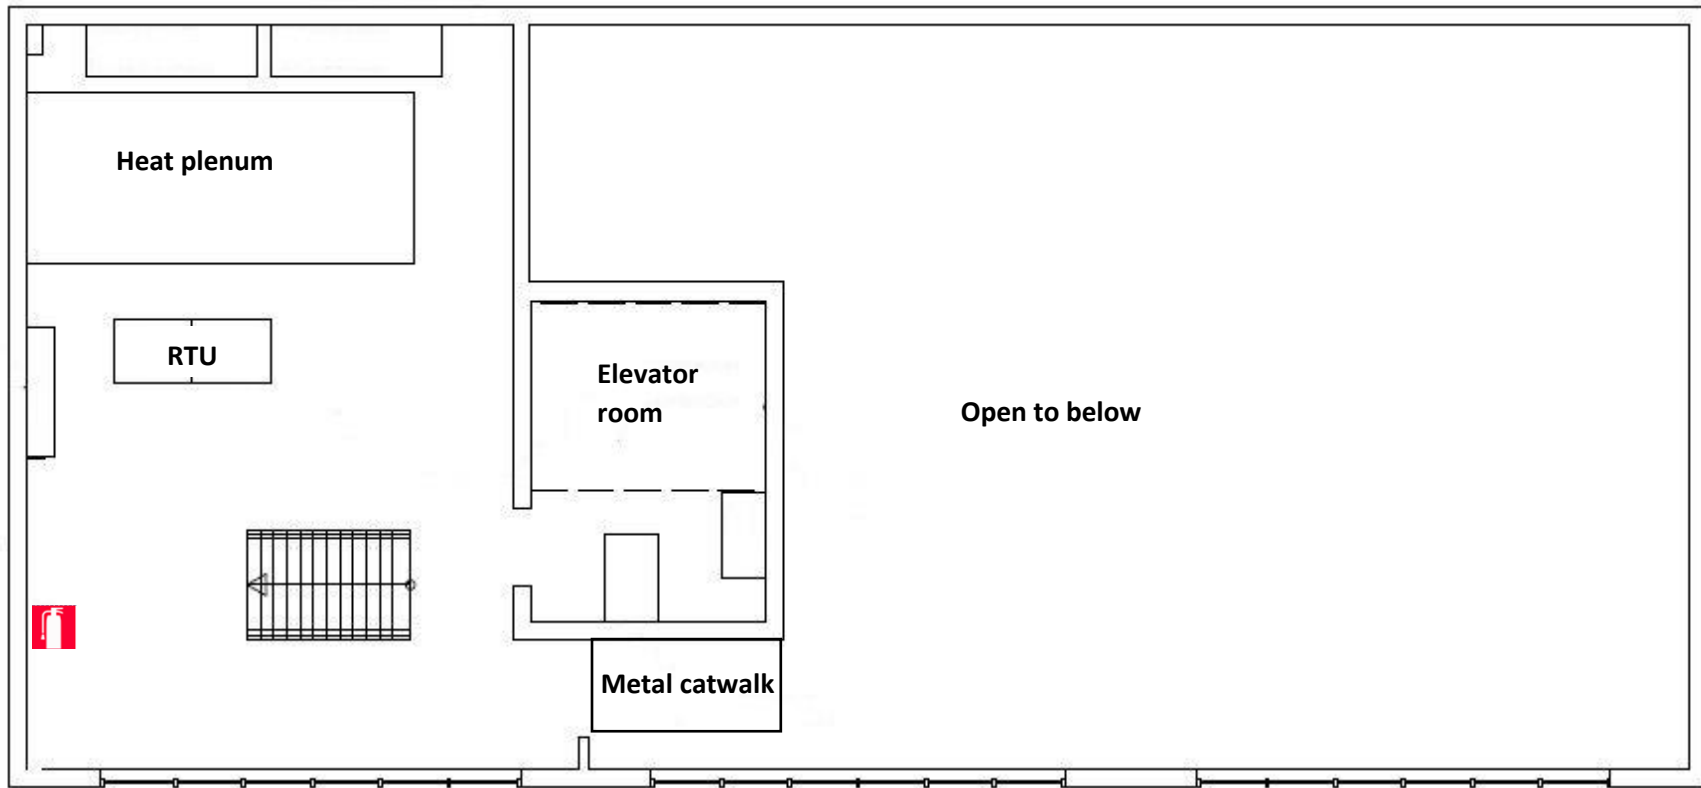 Heat plenum
RTU
Elevator
room
Open to below
Metal catwalk